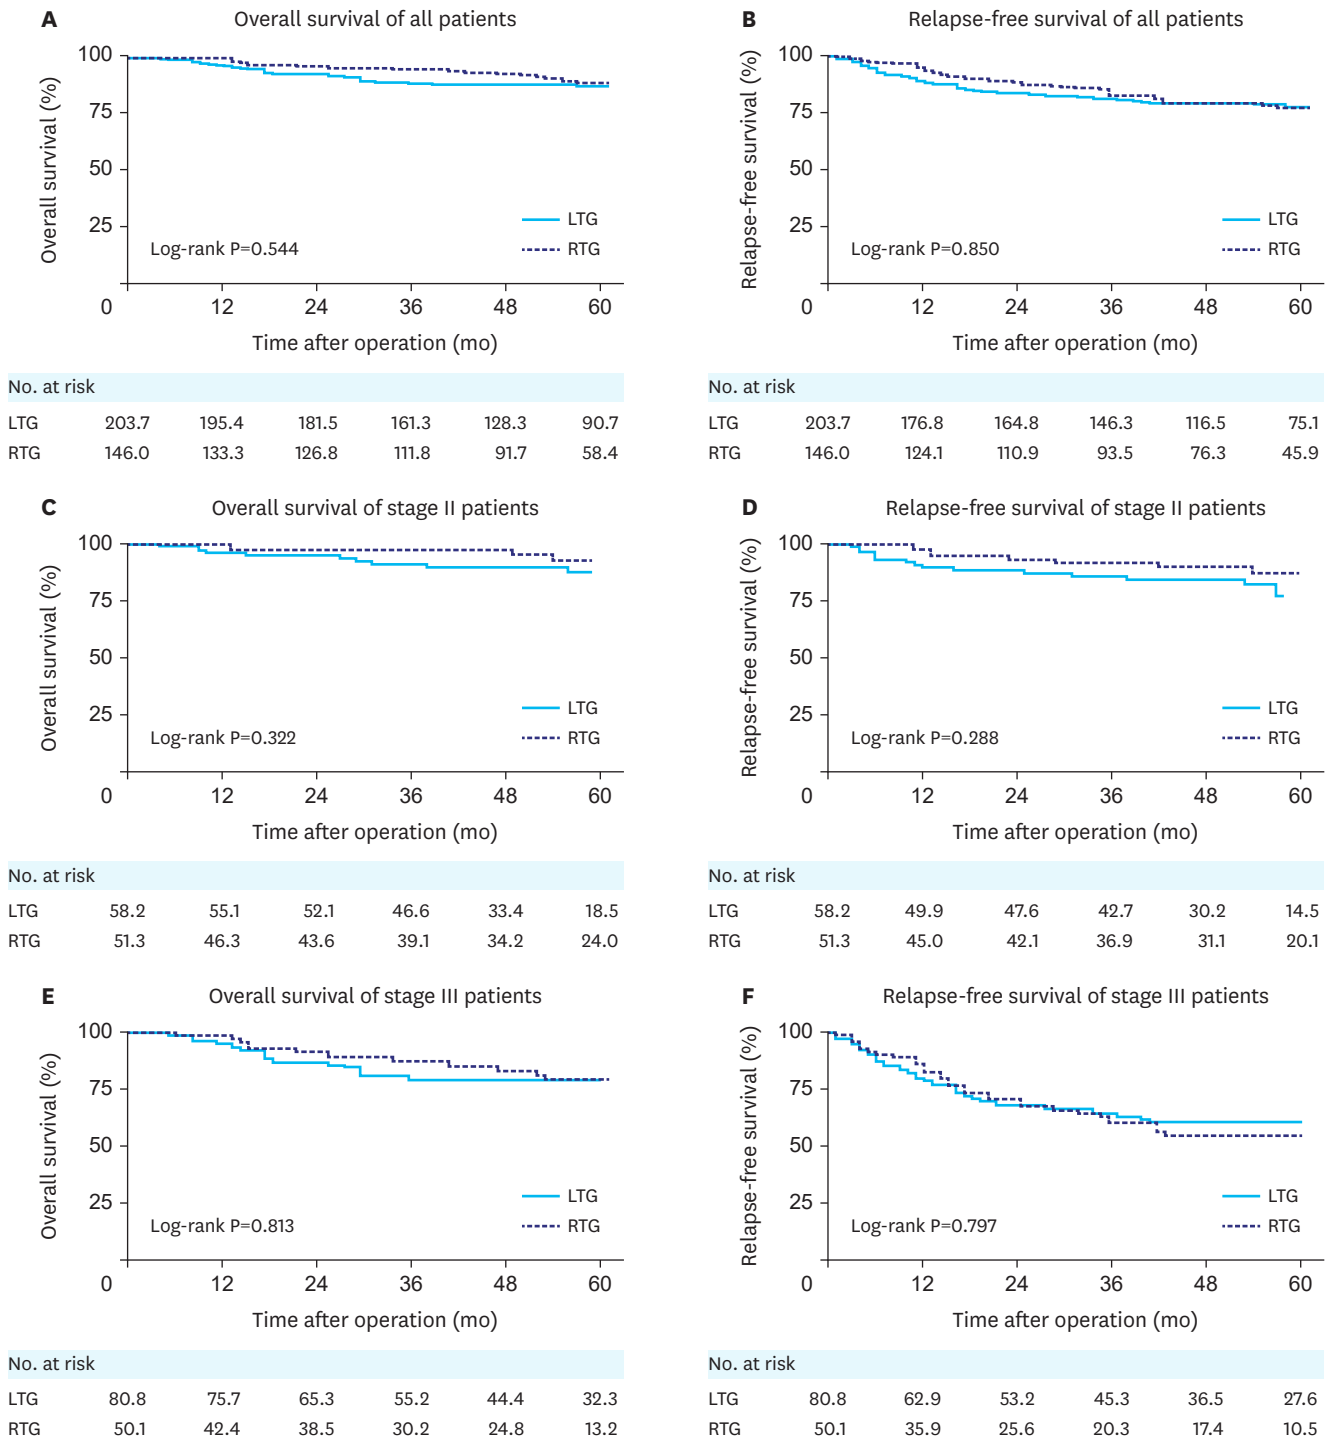 A Overall survival of all patients
Overall survival (%)
100
75
50
25
LTG
RTG
Log-rank P=0.544
0 12 24 36 48 60
Time after operation (mo)
No. at risk
LTG 203.7 195.4 181.5 161.3 128.3 90.7
RTG 146.0 133.3 126.8 111.8 91.7 58.4
B Relapse-free survival of all patients
Relapse-free survival (%)
100
75
50
25
LTG
RTG
Log-rank P=0.850
0 12 24 36 48 60
Time after operation (mo)
No. at risk
LTG 203.7 176.8 164.8 146.3 116.5 75.1
RTG 146.0 124.1 110.9 93.5 76.3 45.9
C Overall survival of stage II patients
Overall survival (%)
100
75
50
25
LTG
RTG
Log-rank P=0.322
0 12 24 36 48 60
Time after operation (mo)
No. at risk
LTG 58.2 55.1 52.1 46.6 33.4 18.5
RTG 51.3 46.3 43.6 39.1 34.2 24.0
D Relapse-free survival of stage II patients
Relapse-free survival (%)
100
75
50
25
LTG
RTG
Log-rank P=0.288
0 12 24 36 48 60
Time after operation (mo)
No. at risk
LTG 58.2 49.9 47.6 42.7 30.2 14.5
RTG 51.3 45.0 42.1 36.9 31.1 20.1
E Overall survival of stage III patients
Overall survival (%)
100
75
50
25
LTG
RTG
Log-rank P=0.813
0 12 24 36 48 60
Time after operation (mo)
No. at risk
LTG 80.8 75.7 65.3 55.2 44.4 32.3
RTG 50.1 42.4 38.5 30.2 24.8 13.2
F Relapse-free survival of stage III patients
Relapse-free survival (%)
100
75
50
25
LTG
RTG
Log-rank P=0.797
0 12 24 36 48 60
Time after operation (mo)
No. at risk
LTG 80.8 62.9 53.2 45.3 36.5 27.6
RTG 50.1 35.9 25.6 20.3 17.4 10.5